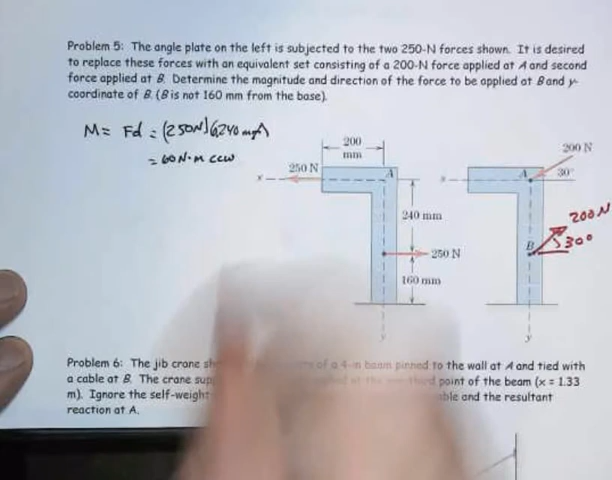 Problem 5: The angle plate on the left is subjected to the two 250-N forces shown. It is desired
to replace these forces with an equivalent set consisting of a 200-N force applied at A and second
force applied at B. Determine the magnitude and direction of the force to be applied at B and y-
coordinate of B. (B is not 160 mm from the base).
M = Fd = (250N)(240 mm)
= 60 N·m CCW
200
mm
250 N
x
A
240 mm
250 N
160 mm
y
200 N
x
A
30°
B
200 N
30°
y
Problem 6: The jib crane of a 4-m beam pinned to the wall at A and tied with
a cable at B. The crane point of the beam (x = 1.33
m). Ignore the self-weight and the resultant
reaction at A.